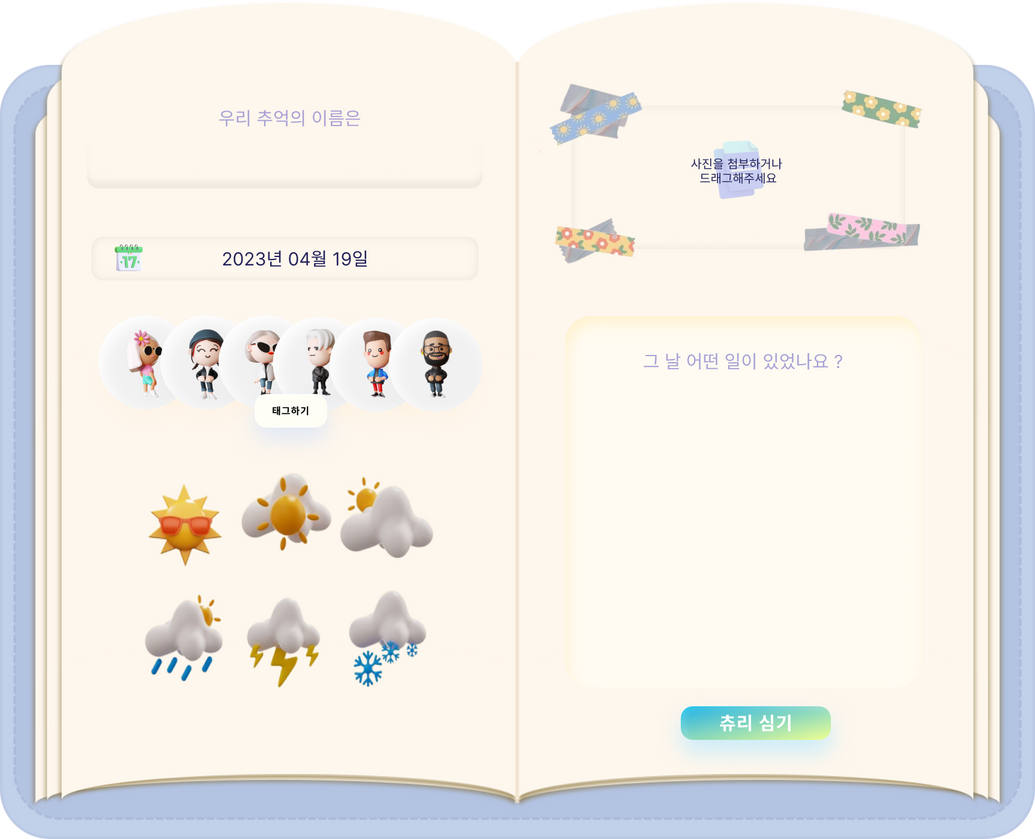 우리 추억의 이름은
17
2023년 04월 19일
태그하기
사진을 첨부하거나
드래그해주세요
그 날 어떤 일이 있었나요 ?
츄리 심기